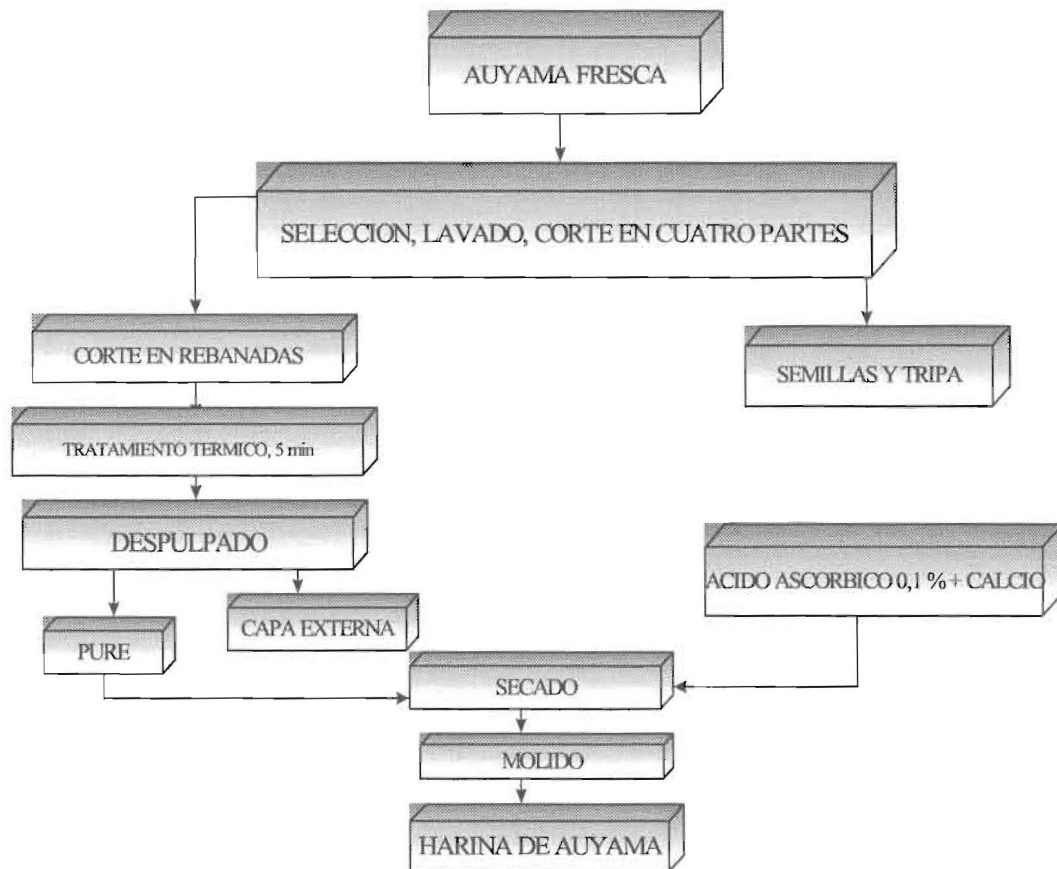 AUYAMA FRESCA
SELECCION, LAVADO, CORTE EN CUATRO PARTES
CORTE EN REBANADAS
SEMILLAS Y TRIPA
TRATAMIENTO TERMICO, 5 min
DESPULPADO
ACIDO ASCORBICO 0,1 % + CALCIO
CAPA EXTERNA
PURE
SECADO
MOLIDO
HARINA DE AUYAMA